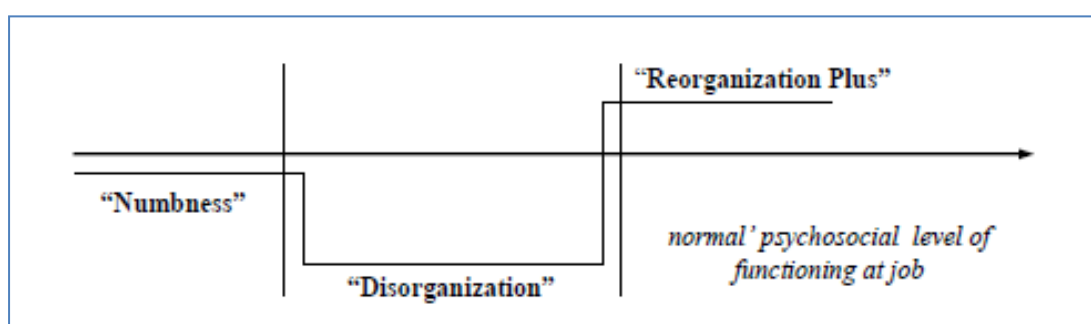 “Reorganization Plus”
“Numbness”
“Disorganization”
normal’ psychosocial level of
functioning at job